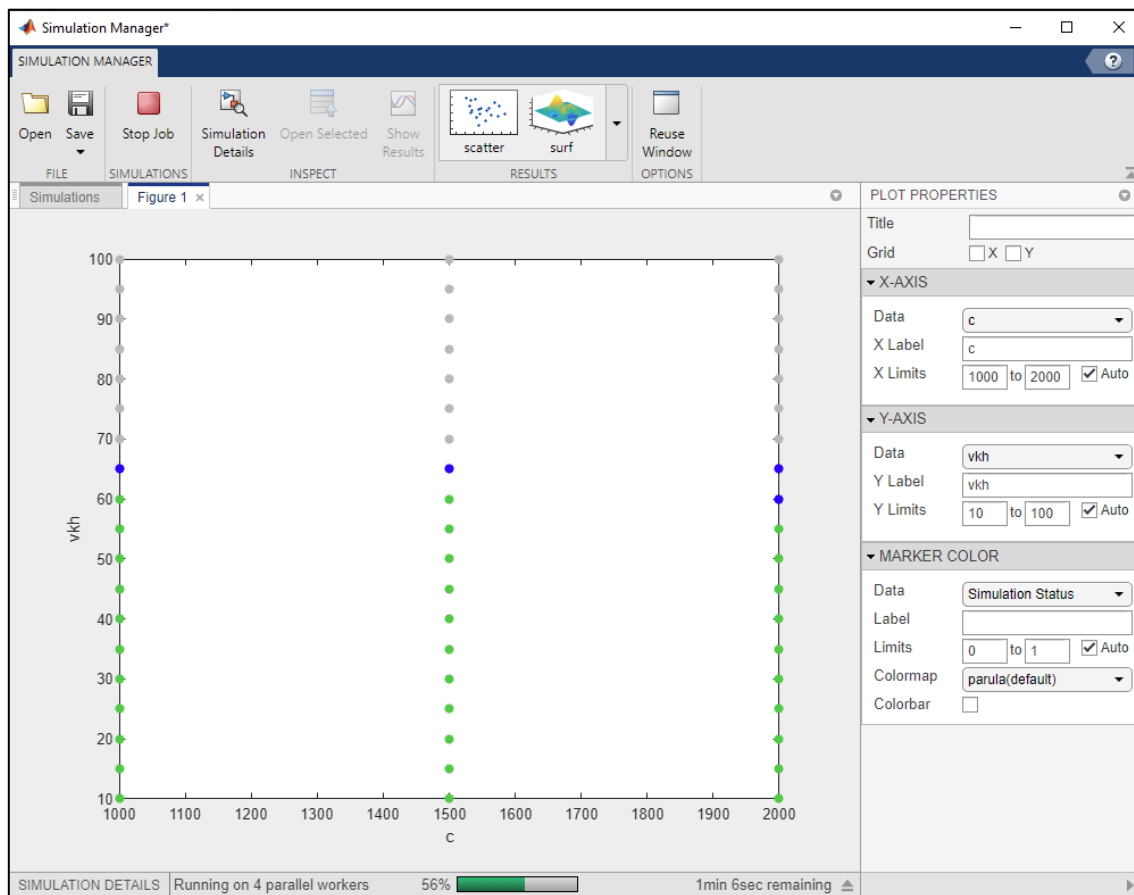 Simulation Manager*
SIMULATION MANAGER
?
Open
Save
Stop Job
Simulation Details
Open Selected
Show Results
scatter
surf
Reuse Window
FILE
SIMULATIONS
INSPECT
RESULTS
OPTIONS
Simulations
Figure 1
100
90
80
70
60
50
40
30
20
10
vkh
1000 1100 1200 1300 1400 1500 1600 1700 1800 1900 2000
c
PLOT PROPERTIES
Title
Grid X Y
X-AXIS
Data c
X Label c
X Limits 1000 to 2000 Auto
Y-AXIS
Data vkh
Y Label vkh
Y Limits 10 to 100 Auto
MARKER COLOR
Data Simulation Status
Label
Limits 0 to 1 Auto
Colormap parula(default)
Colorbar
SIMULATION DETAILS Running on 4 parallel workers 56% 1min 6sec remaining